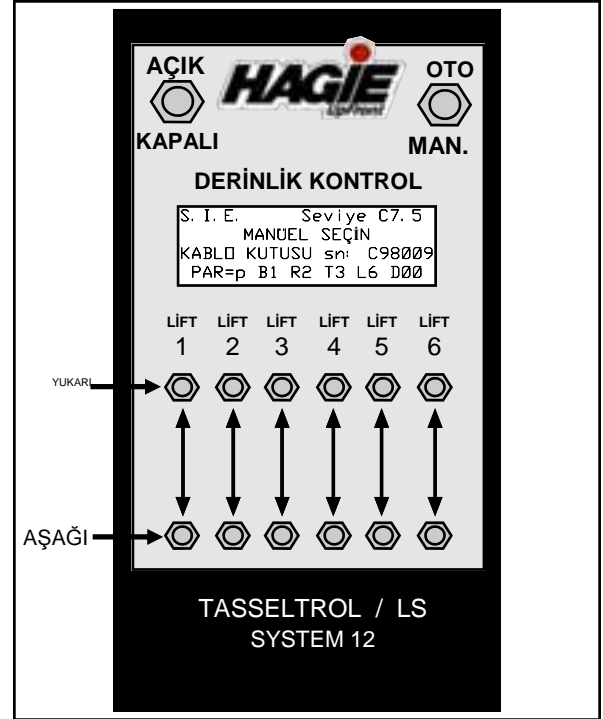 AÇIK
KAPALI
HAGIE
UpFront
OTO
MAN.
DERİNLİK KONTROL
S. I. E. Seviye C7. 5
MANÜEL SEÇİN
KABLO KUTUSU sn: C98009
PAR=p B1 R2 T3 L6 D00
LİFT LİFT LİFT LİFT LİFT LİFT
1 2 3 4 5 6
YUKARI
AŞAĞI
TASSELTROL / LS
SYSTEM 12